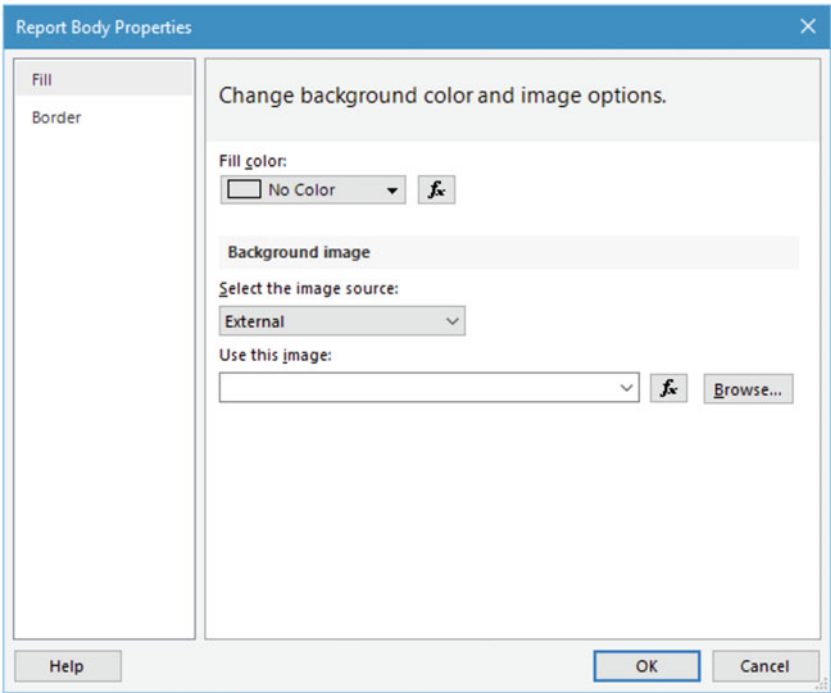 Report Body Properties
Fill
Border
Change background color and image options.
Fill color:
No Color
fx
Background image
Select the image source:
External
Use this image:
fx
Browse...
Help
OK
Cancel